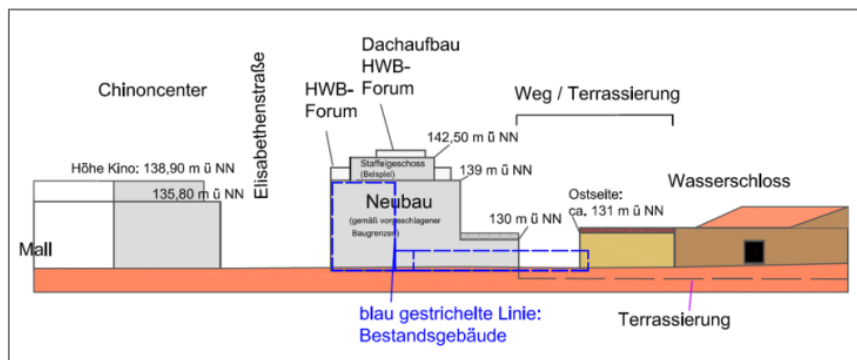 Dachaufbau
HWB-
Forum
Chinoncenter
HWB-
Forum
Elisabethenstraße
Weg / Terrassierung
142,50 m ü NN
Höhe Kino: 138,90 m ü NN
Staffelgeschoss
(Beispiel)
139 m ü NN
135,80 m ü NN
Ostseite:
ca. 131 m ü NN
Wasserschloss
Neubau
(gemäß vorgeschlagener
Baugrenzen)
130 m ü NN
Mall
blau gestrichelte Linie:
Bestandsgebäude
Terrassierung